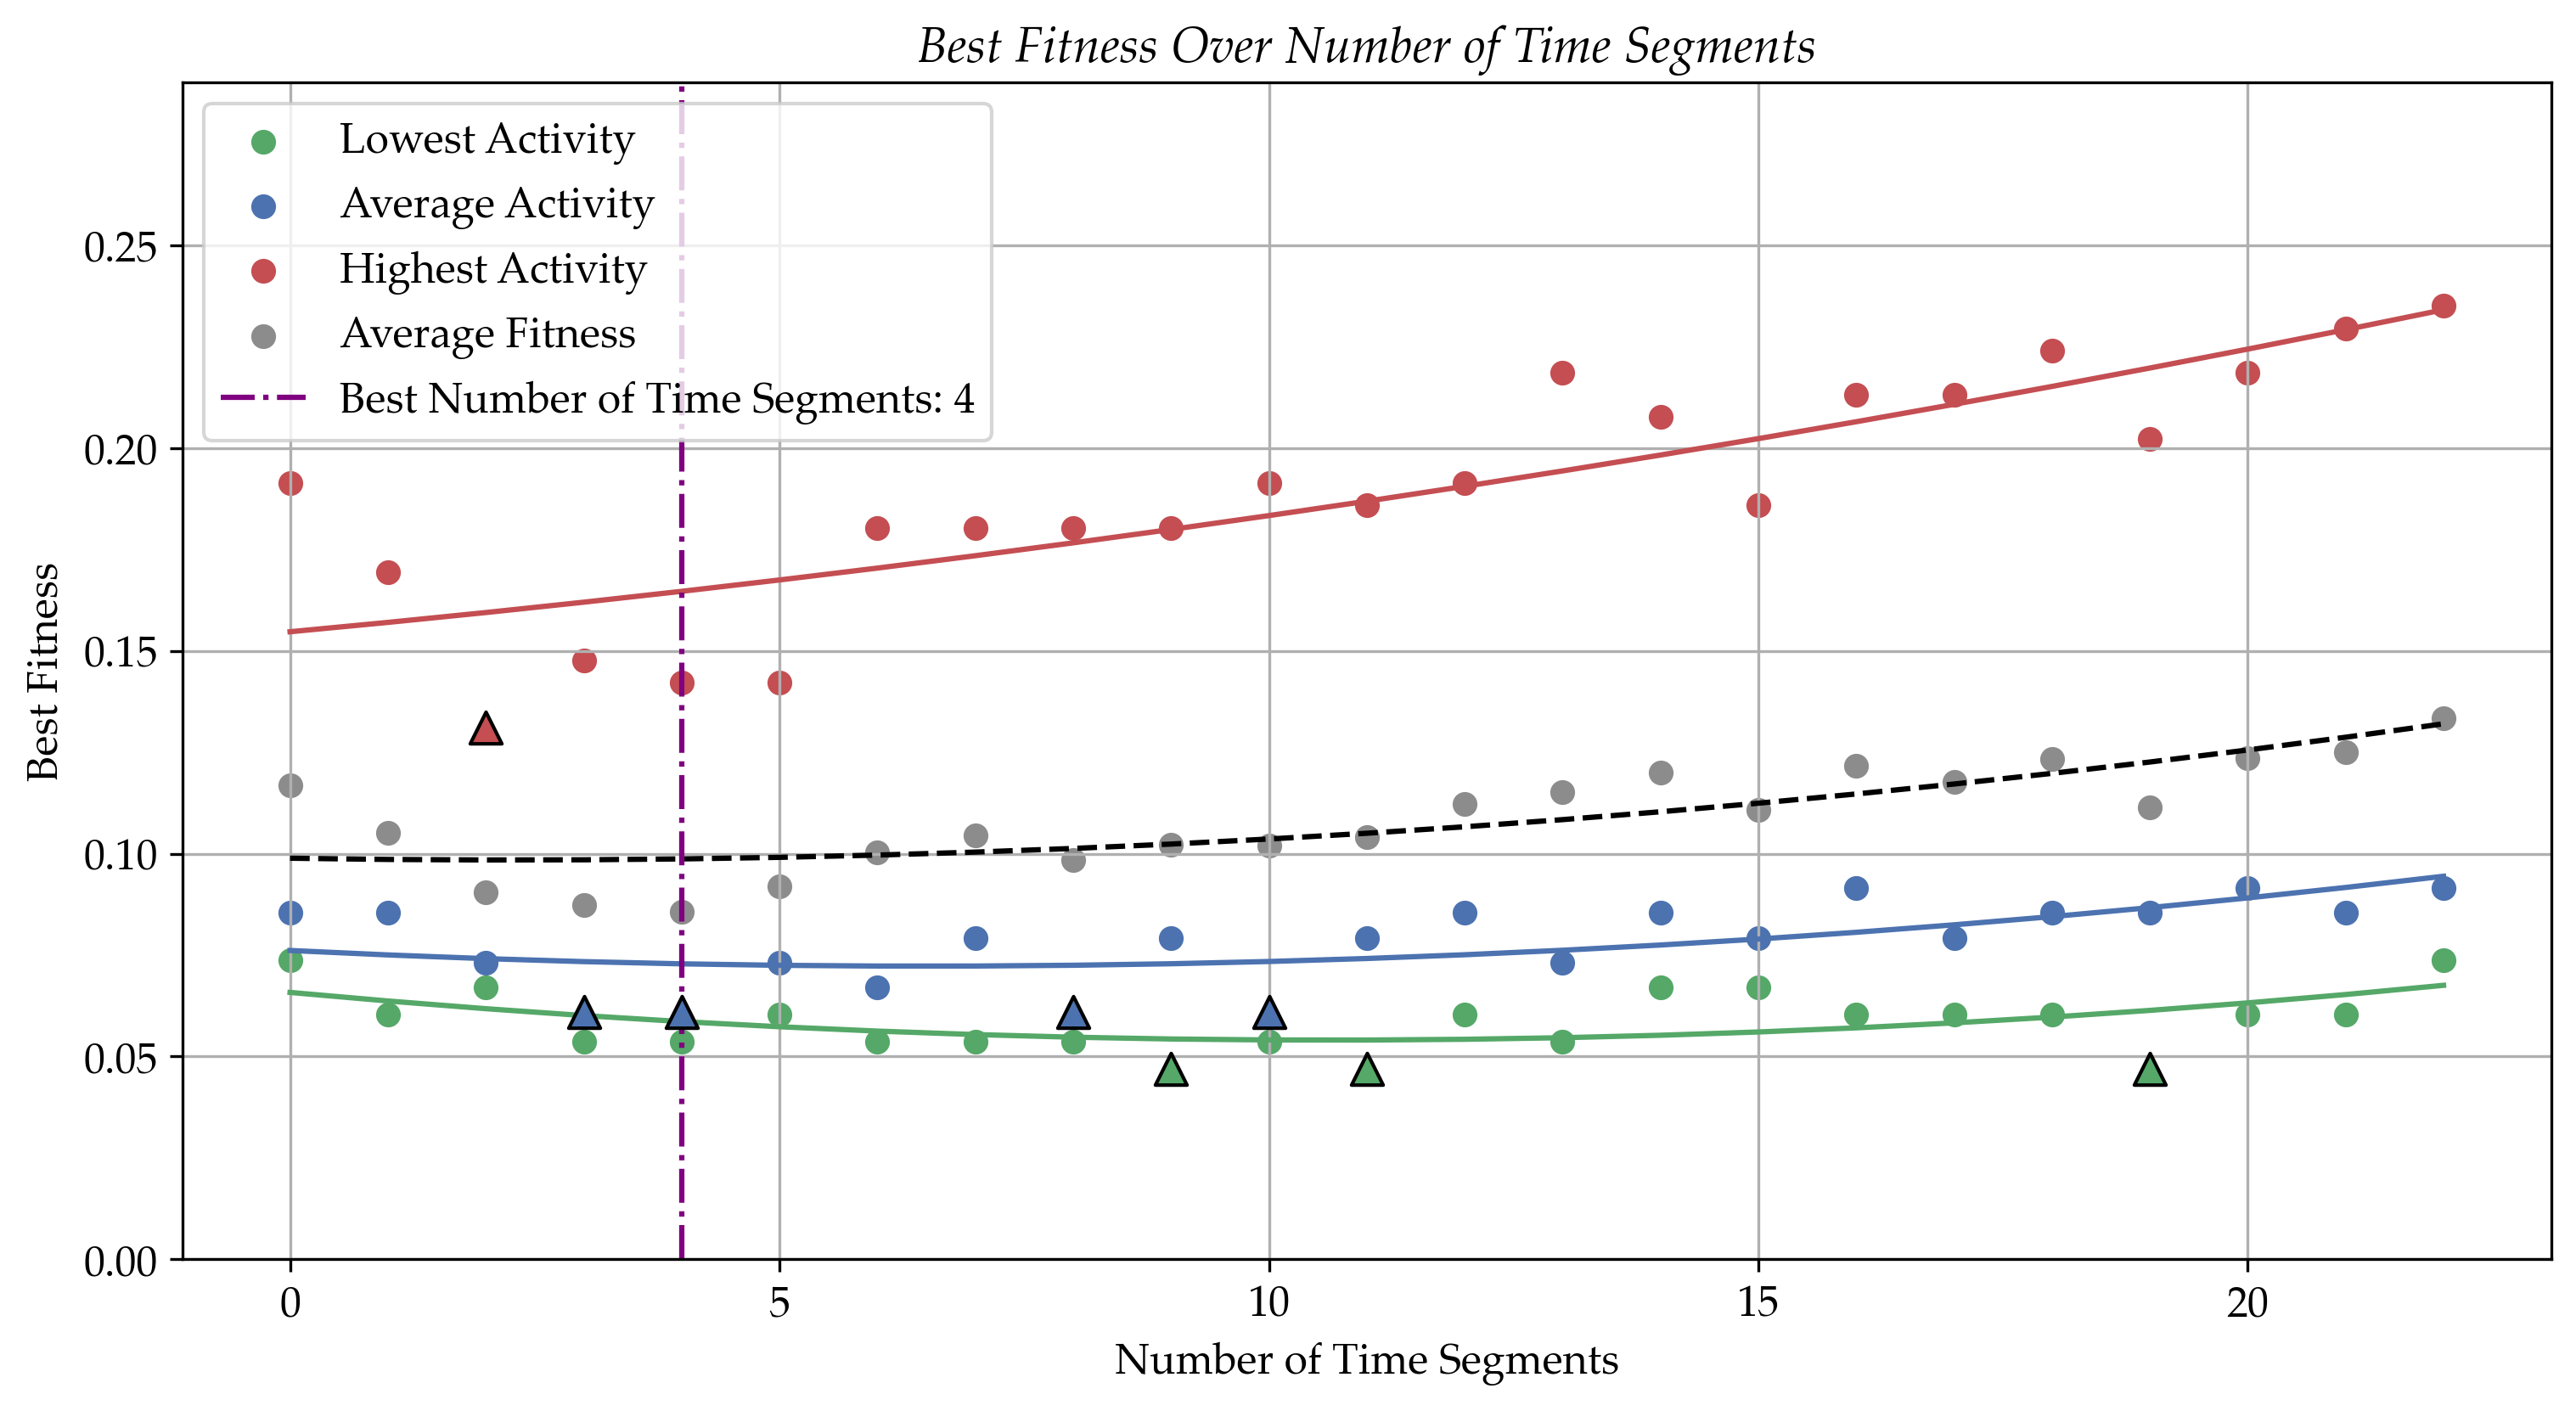 Best Fitness Over Number of Time Segments
Lowest Activity
Average Activity
Highest Activity
Average Fitness
Best Number of Time Segments: 4
Best Fitness
0.25
0.20
0.15
0.10
0.05
0.00
0 5 10 15 20
Number of Time Segments